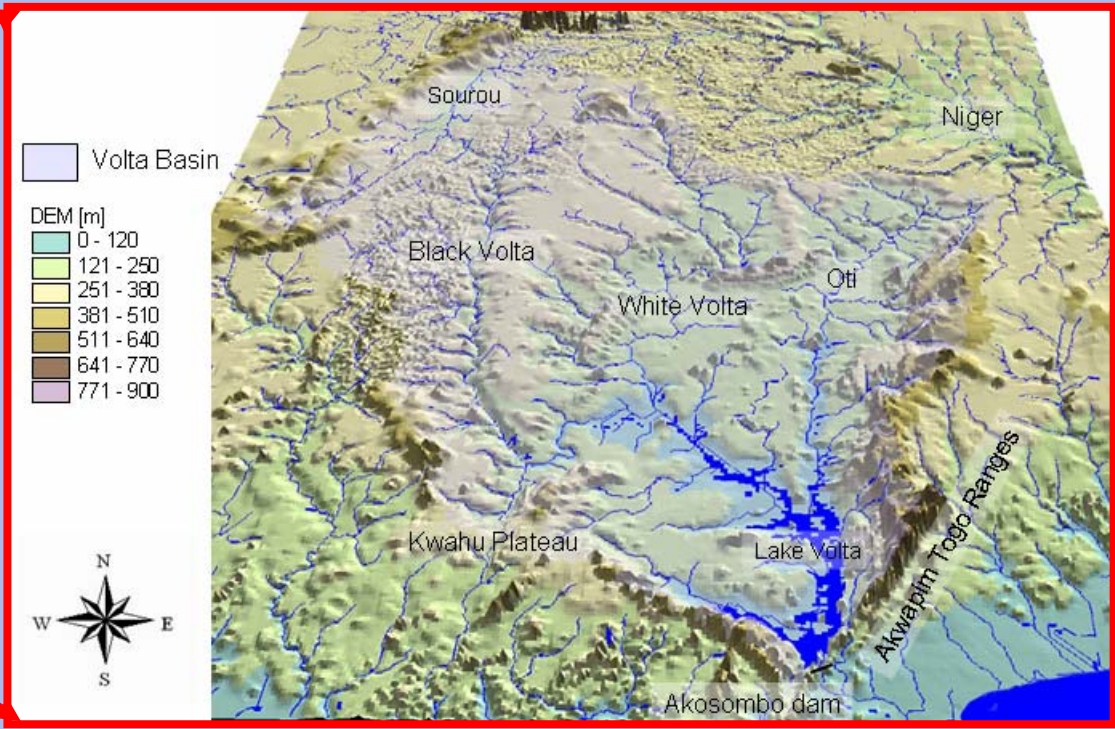 Sourou
Niger
Volta Basin
DEM [m]
0 - 120
121 - 250
251 - 380
381 - 510
511 - 640
641 - 770
771 - 900
Black Volta
Oti
White Volta
Kwahu Plateau
Lake Volta
Akwapim Togo Ranges
Akosombo dam
N
W
E
S